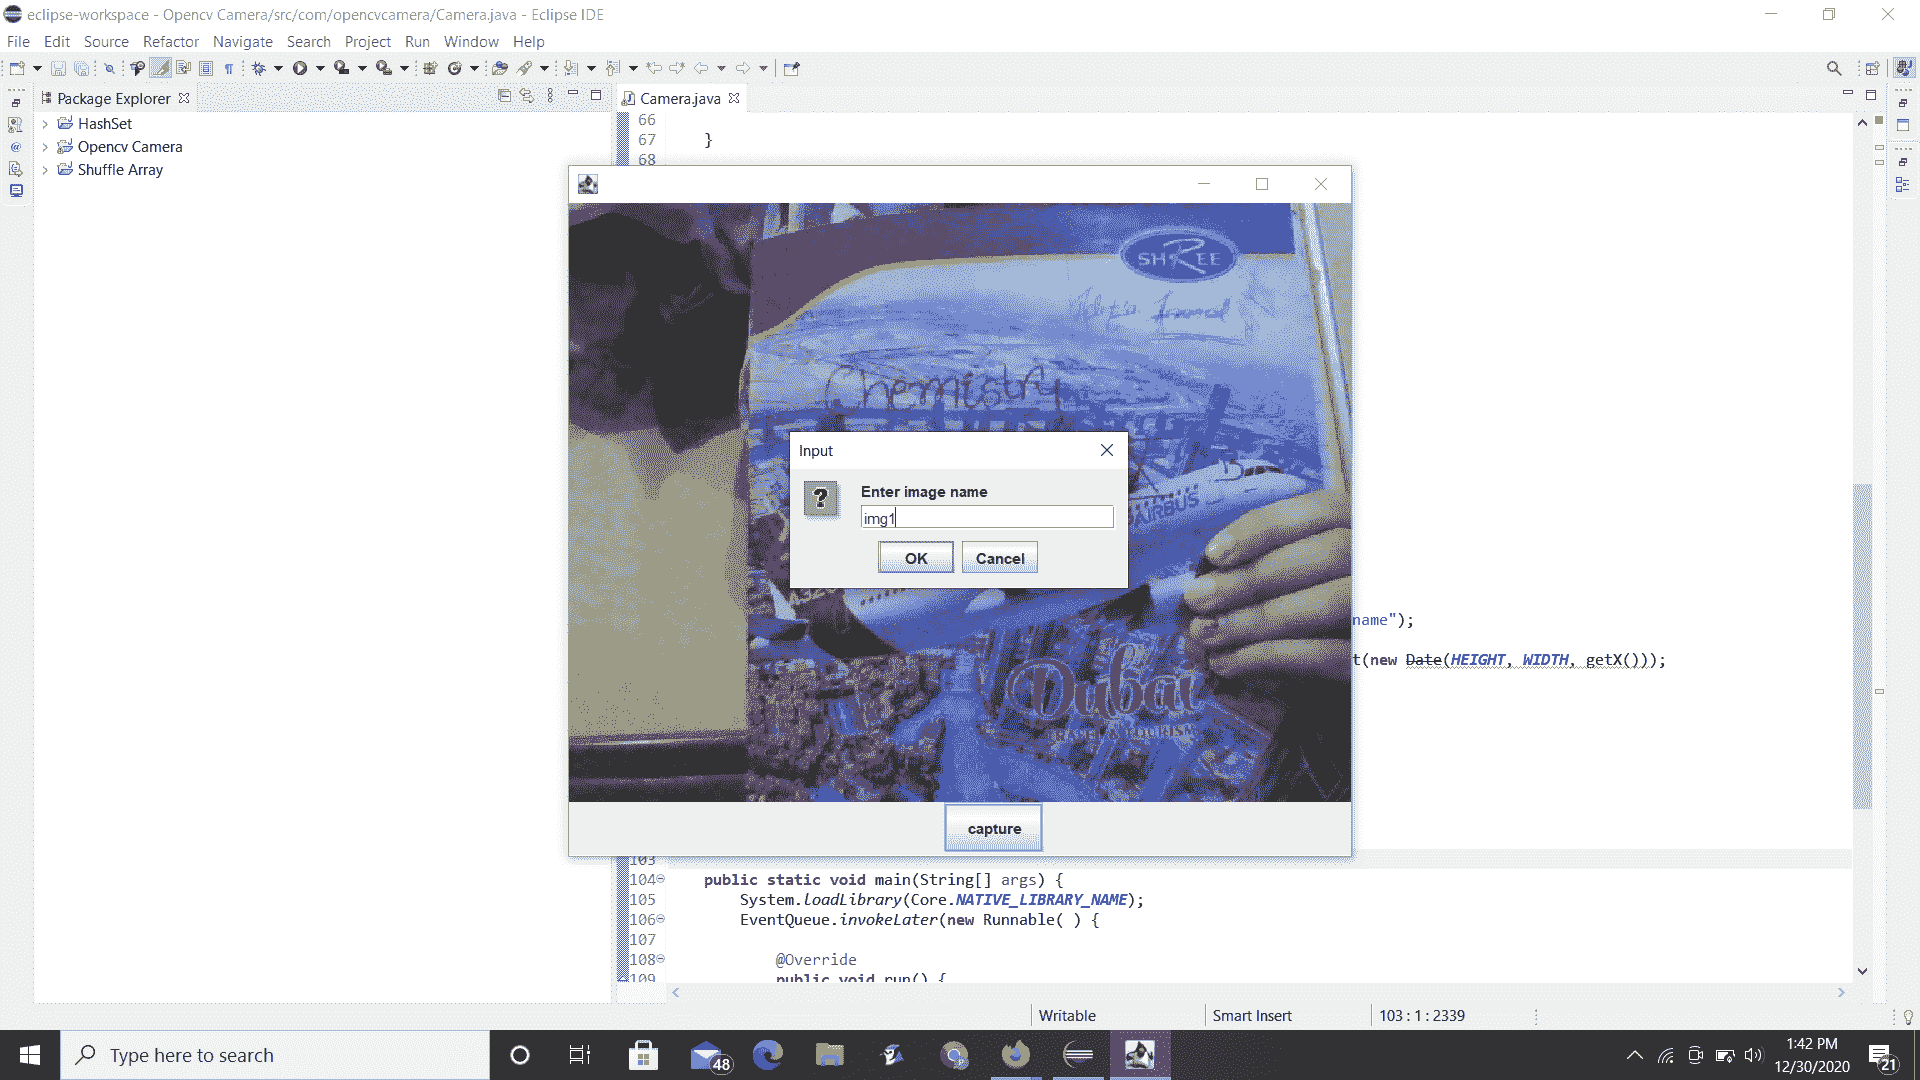 eclipse-workspace - Opencv Camera/src/com/opencvcamera/Camera.java - Eclipse IDE
File Edit Source Refactor Navigate Search Project Run Window Help
Package Explorer
HashSet
Opencv Camera
Shuffle Array
Camera.java
66
67 }
68
SHREE
Chemistry
AIRBUS
A320
Dubai
TRAVEL & TOURISM
Input
Enter image name
img1
OK Cancel
capture
name");
t(new Date(HEIGHT, WIDTH, getX()));
103
104 public static void main(String[] args) {
105 System.loadLibrary(Core.NATIVE_LIBRARY_NAME);
106 EventQueue.invokeLater(new Runnable( ) {
107
108 @Override
109 public void run() {
Writable Smart Insert 103 : 1 : 2339
Type here to search
48
1:42 PM
12/30/2020
21